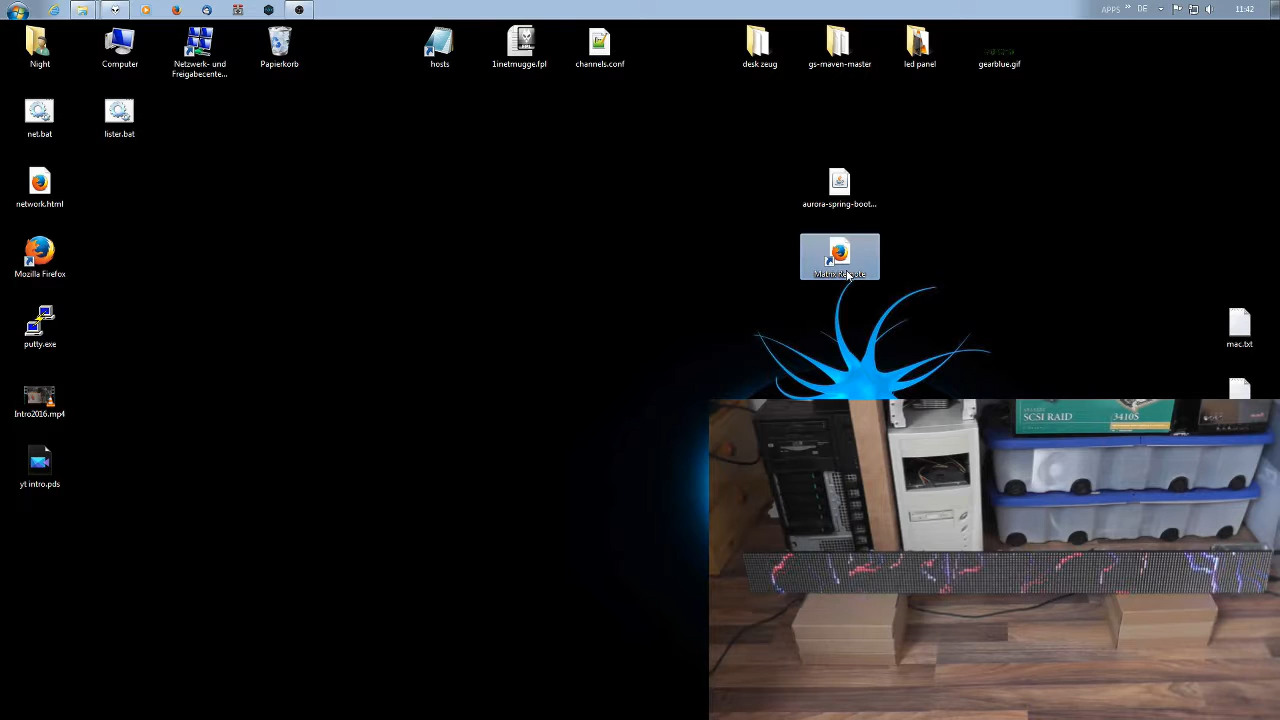 APPS
DE
11:42
Night
Computer
Netzwerk- und
Freigabecente...
Papierkorb
hosts
1inetmugge.fpl
channels.conf
desk zeug
gs-maven-master
led panel
gearblue.gif
net.bat
lister.bat
network.html
aurora-spring-boot...
Mozilla Firefox
Matrix Remote
putty.exe
mac.txt
Intro2016.mp4
yt intro.pds
SCSI RAID
3410S